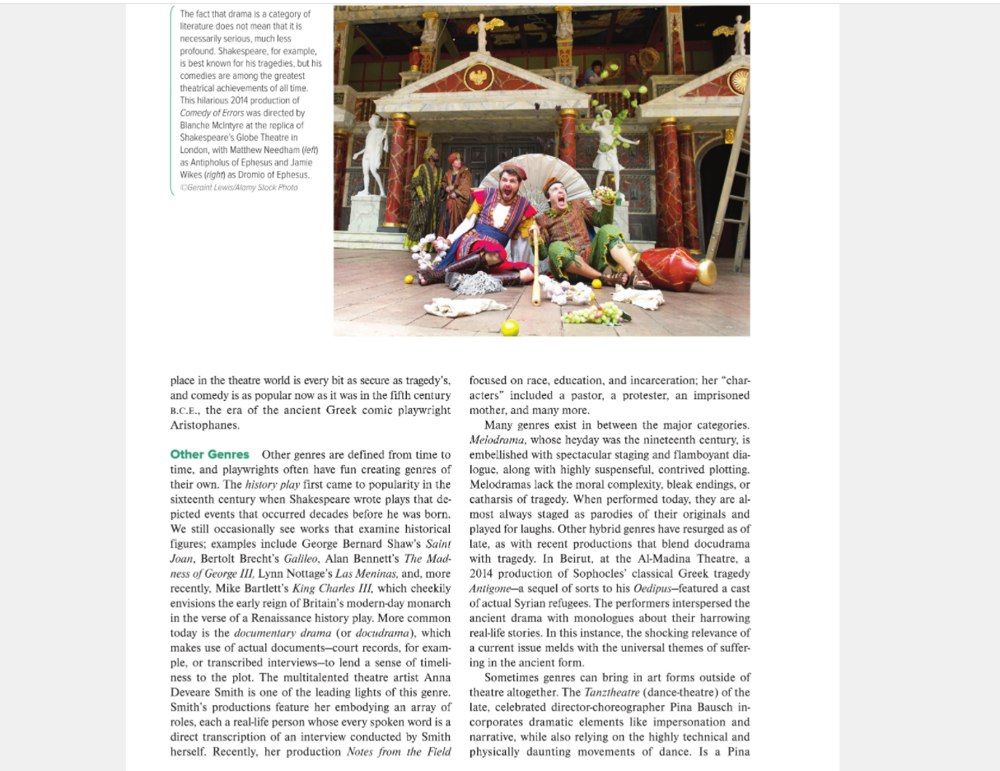 The fact that drama is a category of
literature does not mean that it is
necessarily serious, much less
profound. Shakespeare, for example,
is best known for his tragedies, but his
comedies are among the greatest
theatrical achievements of all time.
This hilarious 2014 production of
Comedy of Errors was directed by
Blanche McIntyre at the replica of
Shakespeare's Globe Theatre in
London, with Matthew Needham (left)
as Antipholus of Ephesus and Jamie
Wikes (right) as Dromio of Ephesus.
©Geraint Lewis/Alamy Stock Photo
place in the theatre world is every bit as secure as tragedy's,
and comedy is as popular now as it was in the fifth century
B.C.E., the era of the ancient Greek comic playwright
Aristophanes.
Other Genres Other genres are defined from time to
time, and playwrights often have fun creating genres of
their own. The history play first came to popularity in the
sixteenth century when Shakespeare wrote plays that de-
picted events that occurred decades before he was born.
We still occasionally see works that examine historical
figures; examples include George Bernard Shaw's Saint
Joan, Bertolt Brecht's Galileo, Alan Bennett's The Mad-
ness of George III, Lynn Nottage's Las Meninas, and, more
recently, Mike Bartlett's King Charles III, which cheekily
envisions the early reign of Britain's modern-day monarch
in the verse of a Renaissance history play. More common
today is the documentary drama (or docudrama), which
makes use of actual documents—court records, for exam-
ple, or transcribed interviews—to lend a sense of timeli-
ness to the plot. The multitalented theatre artist Anna
Deveare Smith is one of the leading lights of this genre.
Smith's productions feature her embodying an array of
roles, each a real-life person whose every spoken word is a
direct transcription of an interview conducted by Smith
herself. Recently, her production Notes from the Field
focused on race, education, and incarceration; her "char-
acters" included a pastor, a protester, an imprisoned
mother, and many more.
Many genres exist in between the major categories.
Melodrama, whose heyday was the nineteenth century, is
embellished with spectacular staging and flamboyant dia-
logue, along with highly suspenseful, contrived plotting.
Melodramas lack the moral complexity, bleak endings, or
catharsis of tragedy. When performed today, they are al-
most always staged as parodies of their originals and
played for laughs. Other hybrid genres have resurged as of
late, as with recent productions that blend docudrama
with tragedy. In Beirut, at the Al-Madina Theatre, a
2014 production of Sophocles' classical Greek tragedy
Antigone—a sequel of sorts to his Oedipus—featured a cast
of actual Syrian refugees. The performers interspersed the
ancient drama with monologues about their harrowing
real-life stories. In this instance, the shocking relevance of
a current issue melds with the universal themes of suffer-
ing in the ancient form.
Sometimes genres can bring in art forms outside of
theatre altogether. The Tanztheatre (dance-theatre) of the
late, celebrated director-choreographer Pina Bausch in-
corporates dramatic elements like impersonation and
narrative, while also relying on the highly technical and
physically daunting movements of dance. Is a Pina